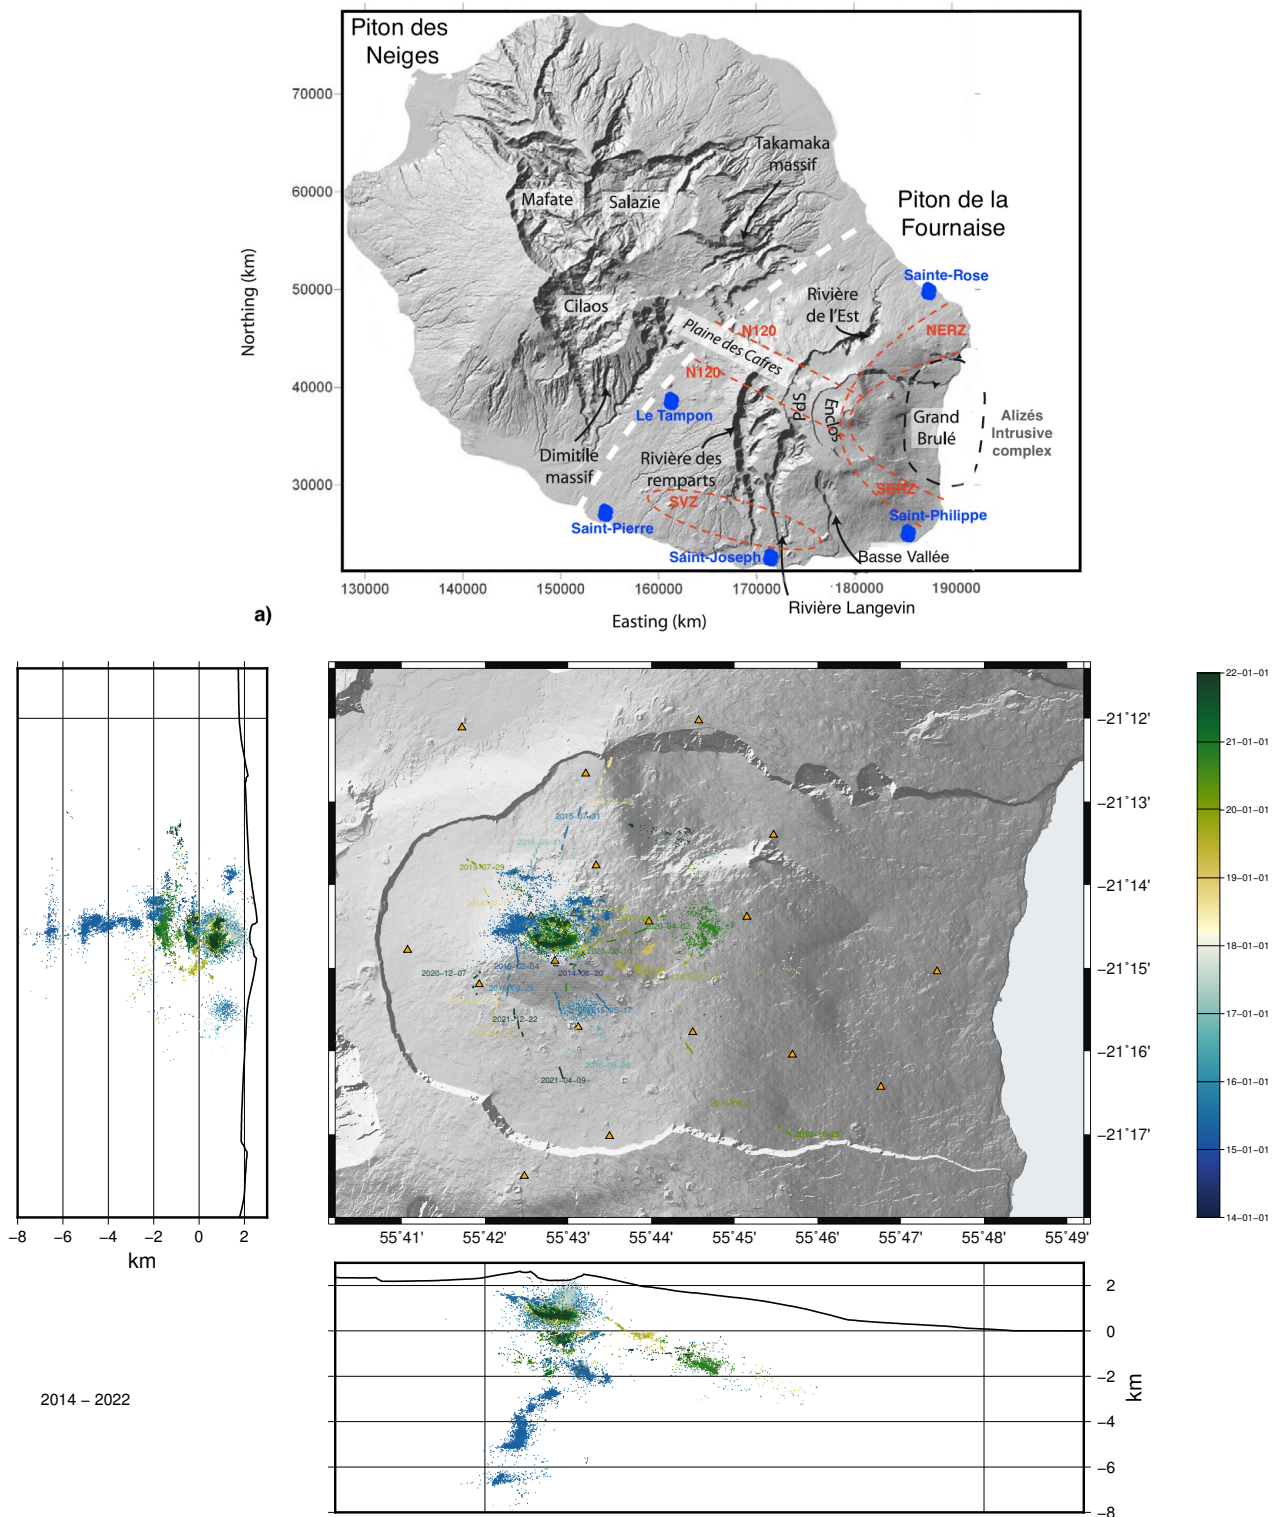 Piton des
Neiges
70000
Takamaka
massif
60000
Mafate
Salazie
Piton de la
Fournaise
Northing (km)
Sainte-Rose
50000
Rivière
de l'Est
Cilaos
Plaine des Cafres
N120
NERZ
N120
40000
SPd
Enclos
Grand
Brulé
Alizés
Intrusive
complex
Le Tampon
Dimitile
massif
Rivière des
remparts
30000
SVZ
SERZ
Saint-Philippe
Saint-Pierre
Saint-Joseph
Basse Vallée
130000
140000
150000
160000
170000
180000
190000
Rivière Langevin
a)
Easting (km)
22−01−01
−21˚12'
21−01−01
−21˚13'
2015−07−31
20−01−01
2019−07−29
−21˚14'
19−01−01
2020−04−02
18−01−01
2020−12−07
2014−06−20
−21˚15'
17−01−01
2021−12−22
−21˚16'
16−01−01
2021−04−09
−21˚17'
15−01−01
14−01−01
−8
−6
−4
−2
0
2
km
55˚41'
55˚42'
55˚43'
55˚44'
55˚45'
55˚46'
55˚47'
55˚48'
55˚49'
2
0
−2
−4
−6
−8
km
2014 − 2022